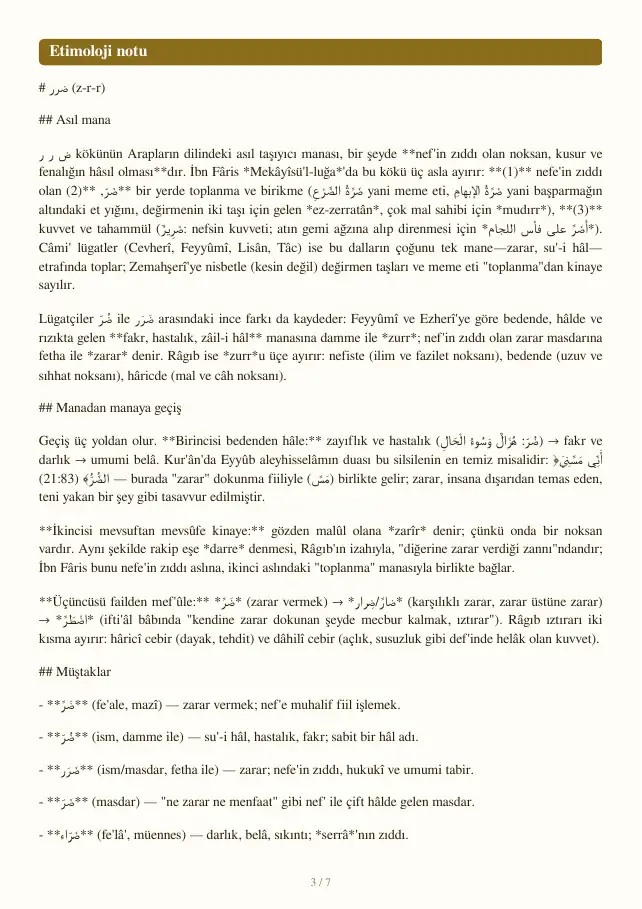 Etimoloji notu
# ضرر (z-r-r)
## Asıl mana
ض ر ر kökünün Arapların dilindeki asıl taşıyıcı manası, bir şeyde **nef'in zıddı olan noksan, kusur ve
fenalığın hâsıl olması**dır. İbn Fâris *Mekâyîsü'l-luğa*'da bu kökü üç asla ayırır: **(1)** nefe'in zıddı
olan ضَرّ, **(2)** bir yerde toplanma ve birikme (ضَرَّةُ الضَّرْعِ yani meme eti, ضَرَّةُ الإبهامِ yani başparmağın
altındaki et yığını, değirmenin iki taşı için gelen *ez-zerratân*, çok mal sahibi için *mudırr*), **(3)**
kuvvet ve tahammül (ضَرِيرٌ: nefsin kuvveti; atın gemi ağzına alıp direnmesi için *أضَرَّ على فأس اللجام*).
Câmi' lügatler (Cevherî, Feyyûmî, Lisân, Tâc) ise bu dalların çoğunu tek mane—zarar, su'-i hâl—
etrafında toplar; Zemahşerî'ye nisbetle (kesin değil) değirmen taşları ve meme eti "toplanma"dan kinaye
sayılır.
Lügatçiler ضُرّ ile ضَرَر arasındaki ince farkı da kaydeder: Feyyûmî ve Ezherî'ye göre bedende, hâlde ve
rızıkta gelen **fakr, hastalık, zâil-i hâl** manasına damme ile *zurr*; nef'in zıddı olan zarar masdarına
fetha ile *zarar* denir. Râgıb ise *zurr*u üçe ayırır: nefiste (ilim ve fazilet noksanı), bedende (uzuv ve
sıhhat noksanı), hâricde (mal ve câh noksanı).
## Manadan manaya geçiş
Geçiş üç yoldan olur. **Birincisi bedenden hâle:** zayıflık ve hastalık (ضُرّ: هُزَالٌ وَسُوءُ الْحَالِ) → fakr ve
darlık → umumi belâ. Kur'ân'da Eyyûb aleyhisselâmın duası bu silsilenin en temiz misalidir: ﴿أَنِّي مَسَّنِيَ
الضُّرُّ﴾ (21:83) — burada "zarar" dokunma fiiliyle (مَسّ) birlikte gelir; zarar, insana dışarıdan temas eden,
teni yakan bir şey gibi tasavvur edilmiştir.
**İkincisi mevsuftan mevsûfe kinaye:** gözden malûl olana *zarîr* denir; çünkü onda bir noksan
vardır. Aynı şekilde rakip eşe *darre* denmesi, Râgıb'ın izahıyla, "diğerine zarar verdiği zannı"ndandır;
İbn Fâris bunu nefe'in zıddı aslına, ikinci aslındaki "toplanma" manasıyla birlikte bağlar.
**Üçüncüsü failden mef'ûle:** *ضَرَّ* (zarar vermek) → *ضارّ/ضِرار* (karşılıklı zarar, zarar üstüne zarar)
→ *اضْطَرَّ* (ifti'âl bâbında "kendine zarar dokunan şeyde mecbur kalmak, ıztırar"). Râgıb ıztırarı iki
kısma ayırır: hâricî cebir (dayak, tehdit) ve dâhilî cebir (açlık, susuzluk gibi def'inde helâk olan kuvvet).
## Müştaklar
- **ضَرَّ** (fe'ale, mazî) — zarar vermek; nef'e muhalif fiil işlemek.
- **ضُرّ** (ism, damme ile) — su'-i hâl, hastalık, fakr; sabit bir hâl adı.
- **ضَرَر** (ism/masdar, fetha ile) — zarar; nefe'in zıddı, hukukî ve umumi tabir.
- **ضَرّ** (masdar) — "ne zarar ne menfaat" gibi nef' ile çift hâlde gelen masdar.
- **ضَرّاء** (fe'lâ', müennes) — darlık, belâ, sıkıntı; *serrâ*'nın zıddı.
3 / 7